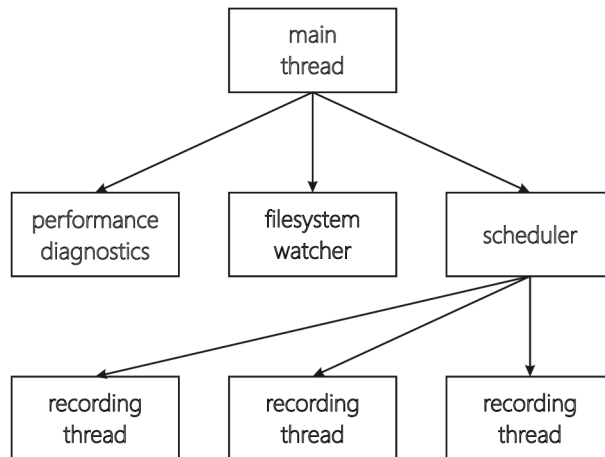 main
thread
performance
diagnostics
filesystem
watcher
scheduler
recording
thread
recording
thread
recording
thread